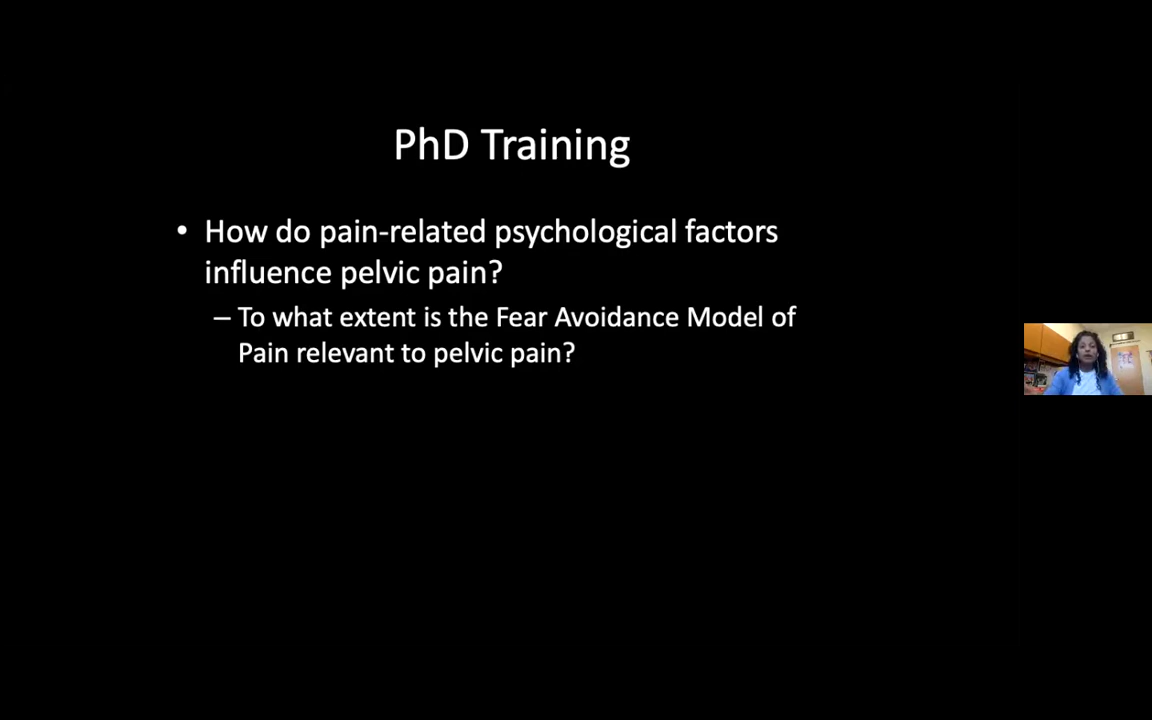 PhD Training
• How do pain-related psychological factors
influence pelvic pain?
– To what extent is the Fear Avoidance Model of
Pain relevant to pelvic pain?